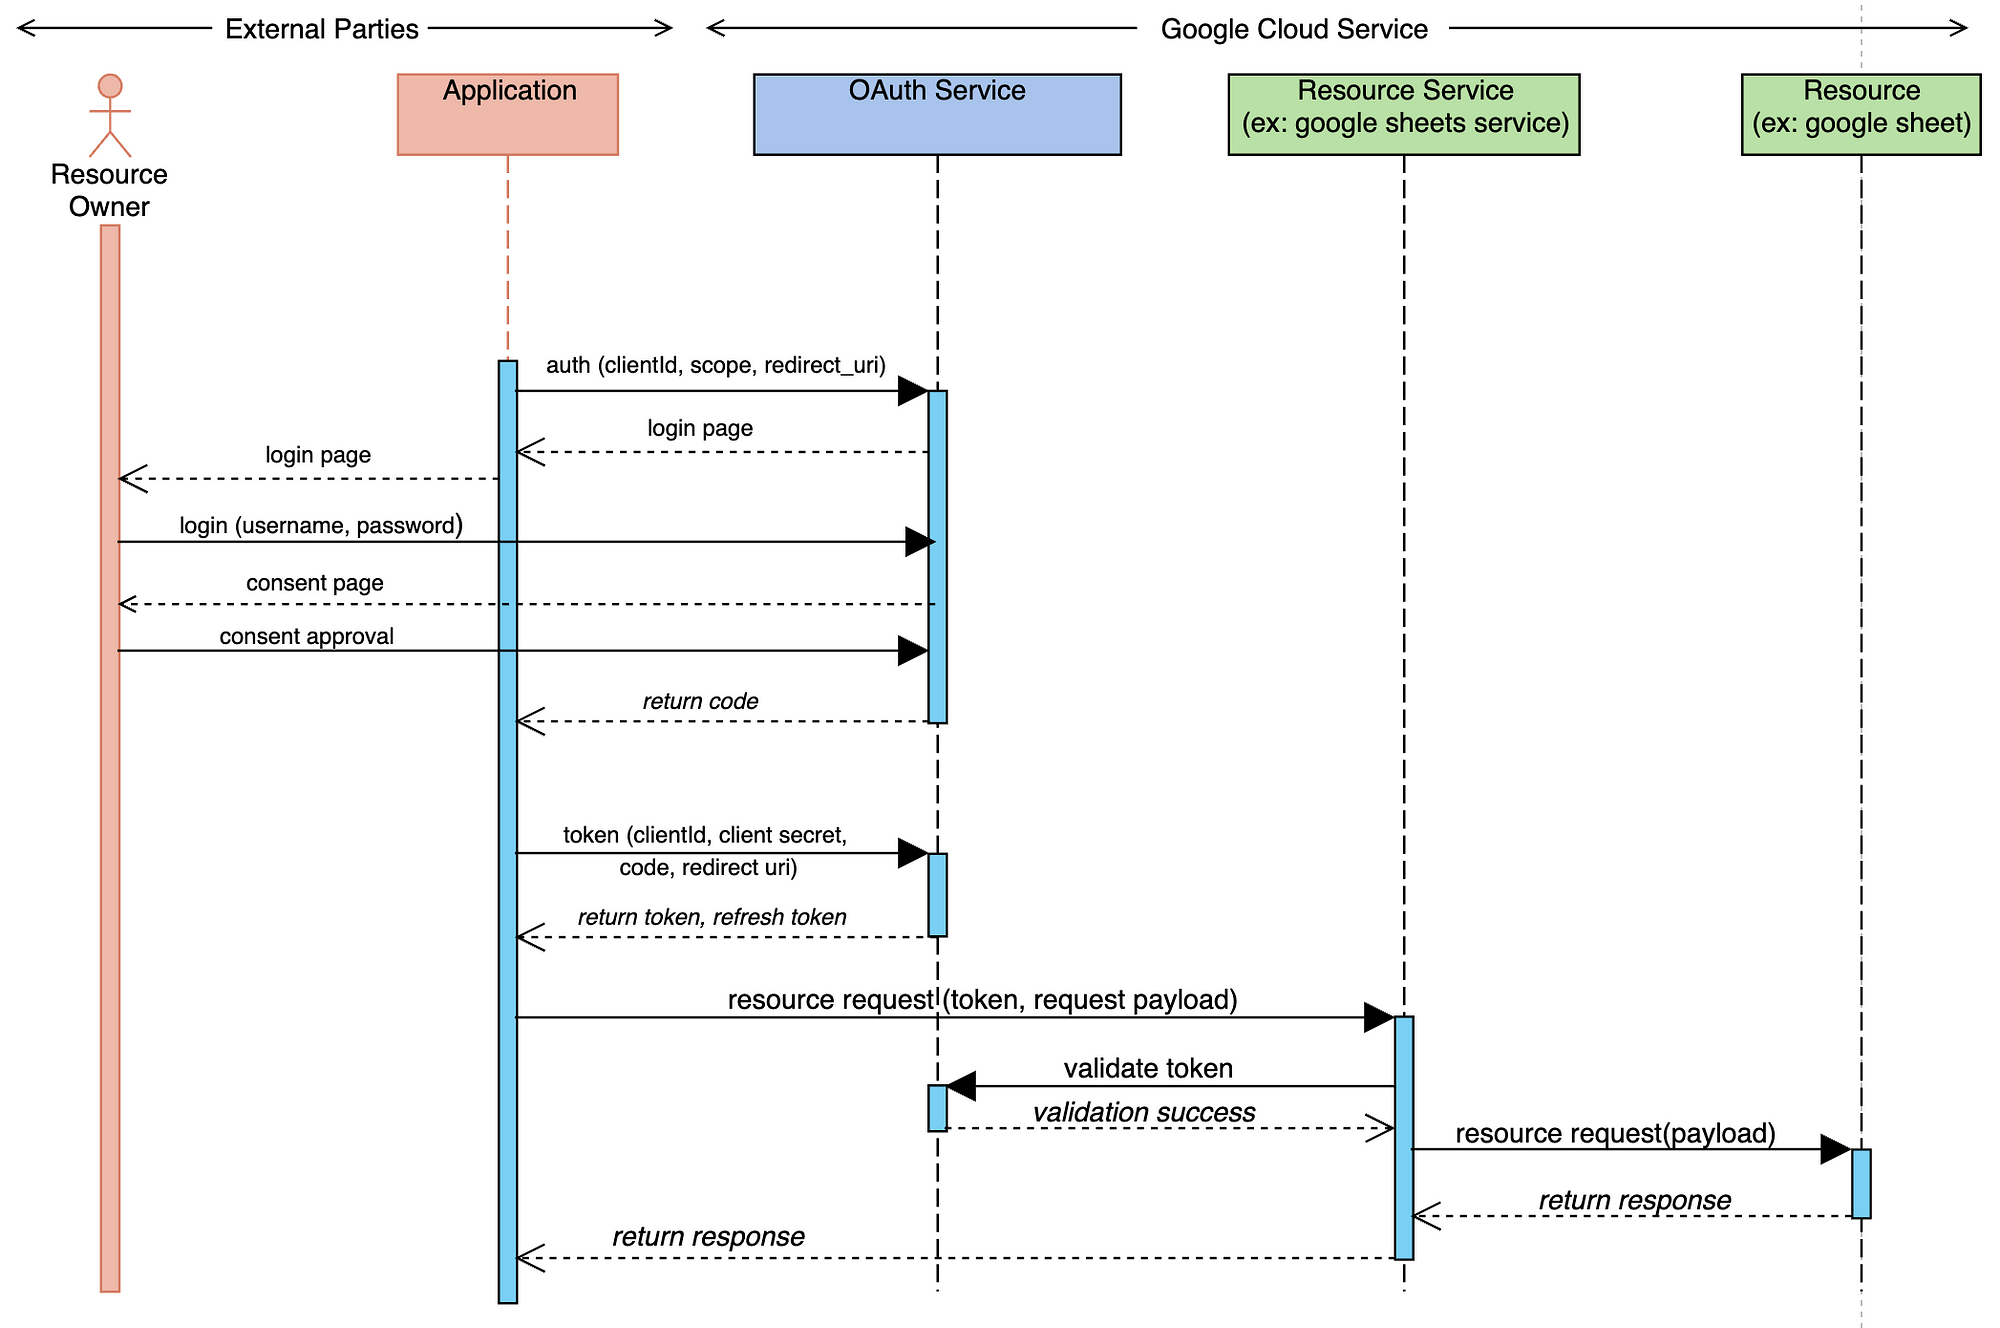 External Parties
Google Cloud Service
Application
OAuth Service
Resource Service
(ex: google sheets service)
Resource
(ex: google sheet)
Resource
Owner
auth (clientId, scope, redirect_uri)
login page
login page
login (username, password)
consent page
consent approval
return code
token (clientId, client secret,
code, redirect uri)
return token, refresh token
resource request (token, request payload)
validate token
validation success
resource request(payload)
return response
return response